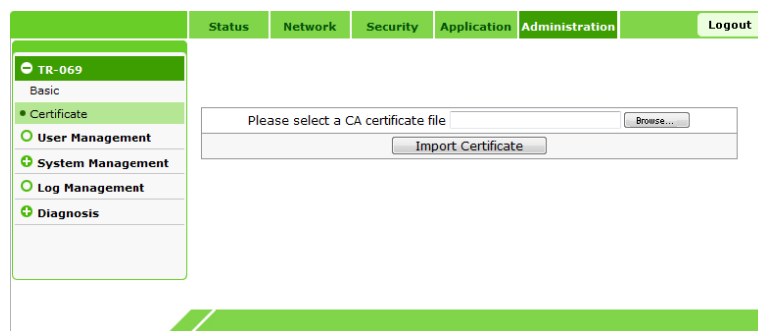 Status Network Security Application Administration Logout
TR-069
Basic
Certificate
User Management
System Management
Log Management
Diagnosis
Please select a CA certificate file Browse...
Import Certificate